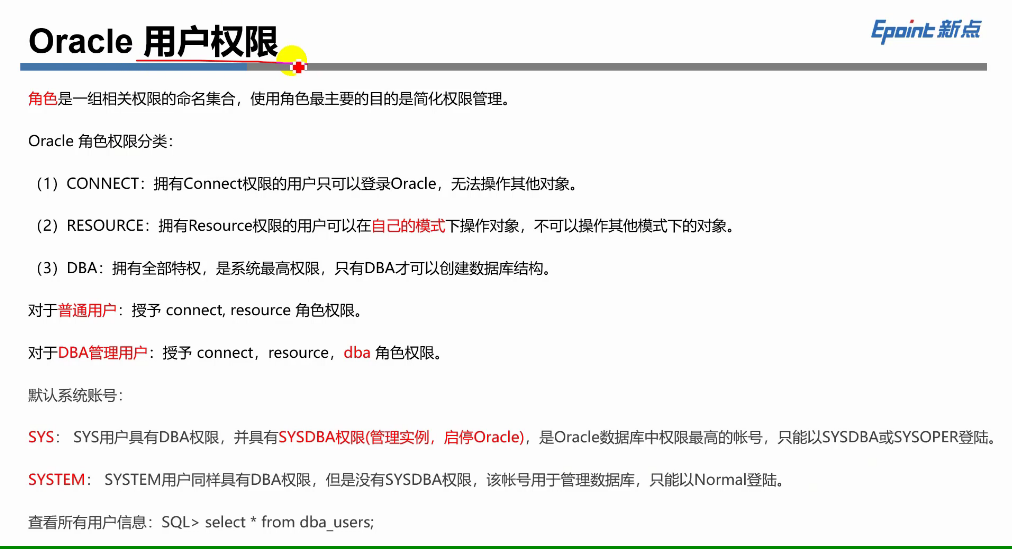 Oracle 用户权限
Epoint 新点
角色是一组相关权限的命名集合，使用角色最主要的目的是简化权限管理。
Oracle 角色权限分类：
（1）CONNECT：拥有Connect权限的用户只可以登录Oracle，无法操作其他对象。
（2）RESOURCE：拥有Resource权限的用户可以在自己的模式下操作对象，不可以操作其他模式下的对象。
（3）DBA：拥有全部特权，是系统最高权限，只有DBA才可以创建数据库结构。
对于普通用户：授予 connect, resource 角色权限。
对于DBA管理用户：授予 connect，resource，dba 角色权限。
默认系统账号：
SYS： SYS用户具有DBA权限，并具有SYSDBA权限(管理实例，启停Oracle)，是Oracle数据库中权限最高的帐号，只能以SYSDBA或SYSOPER登陆。
SYSTEM： SYSTEM用户同样具有DBA权限，但是没有SYSDBA权限，该帐号用于管理数据库，只能以Normal登陆。
查看所有用户信息：SQL> select * from dba_users;